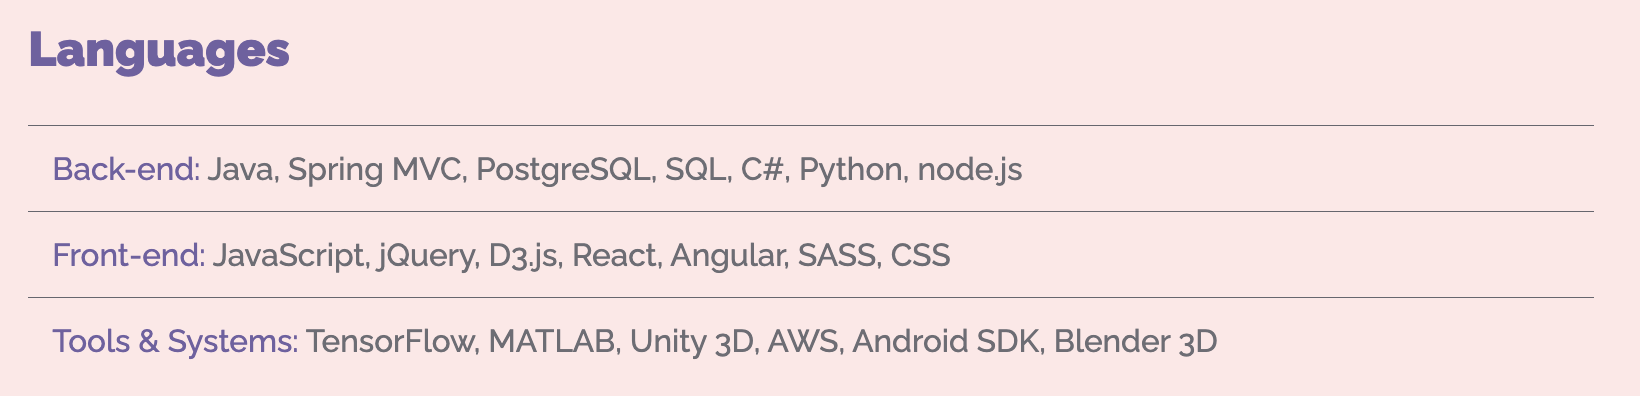 Languages
Back-end: Java, Spring MVC, PostgreSQL, SQL, C#, Python, node.js
Front-end: JavaScript, jQuery, D3.js, React, Angular, SASS, CSS
Tools & Systems: TensorFlow, MATLAB, Unity 3D, AWS, Android SDK, Blender 3D